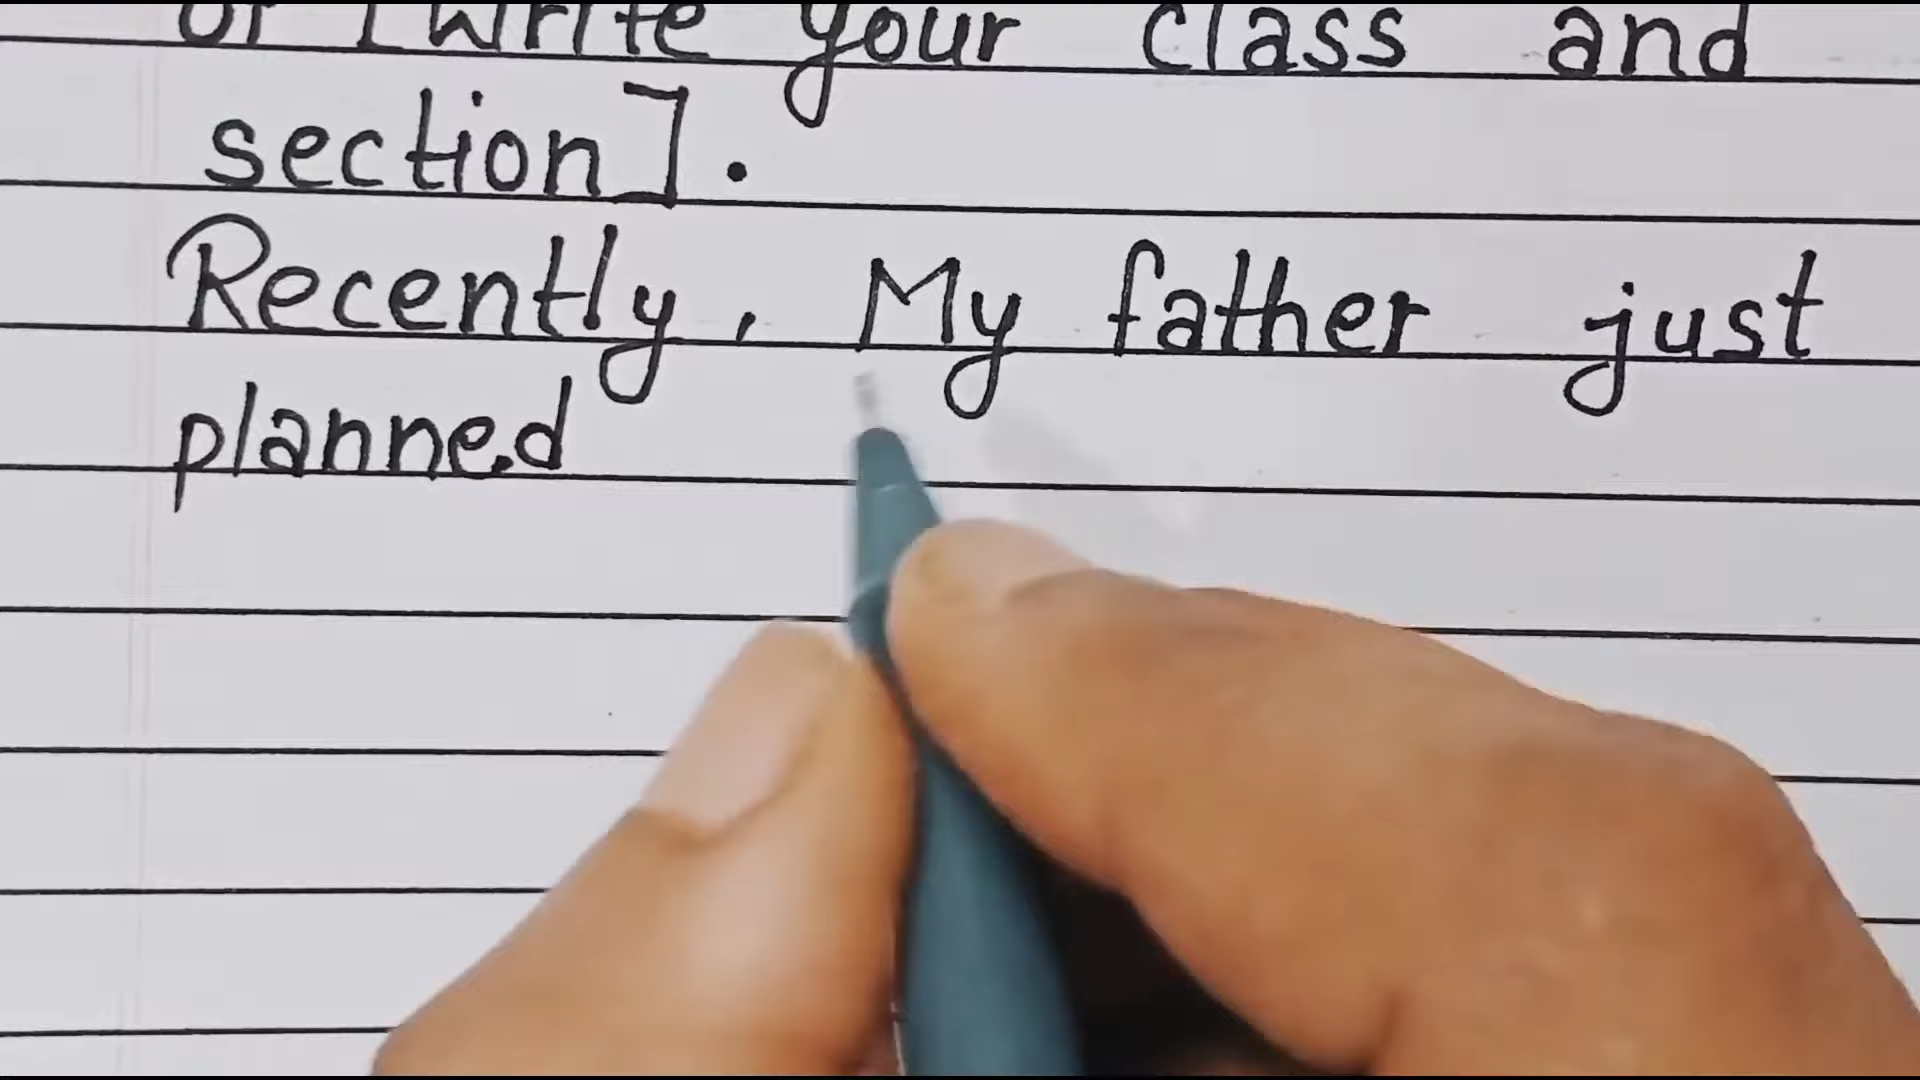 of [write your class and
section].
Recently, My father just
planned